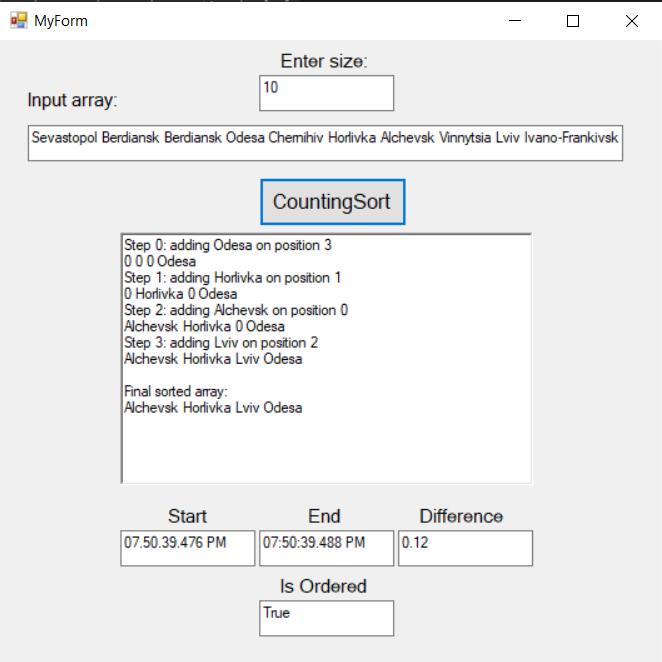 MyForm
Enter size:
10
Input array:
Sevastopol Berdiansk Berdiansk Odesa Chernihiv Horlivka Alchevsk Vinnytsia Lviv Ivano-Frankivsk
CountingSort
Step 0: adding Odesa on position 3
0 0 0 Odesa
Step 1: adding Horlivka on position 1
0 Horlivka 0 Odesa
Step 2: adding Alchevsk on position 0
Alchevsk Horlivka 0 Odesa
Step 3: adding Lviv on position 2
Alchevsk Horlivka Lviv Odesa
Final sorted array:
Alchevsk Horlivka Lviv Odesa
Start End Difference
07.50.39.476 PM 07:50:39.488 PM 0.12
Is Ordered
True